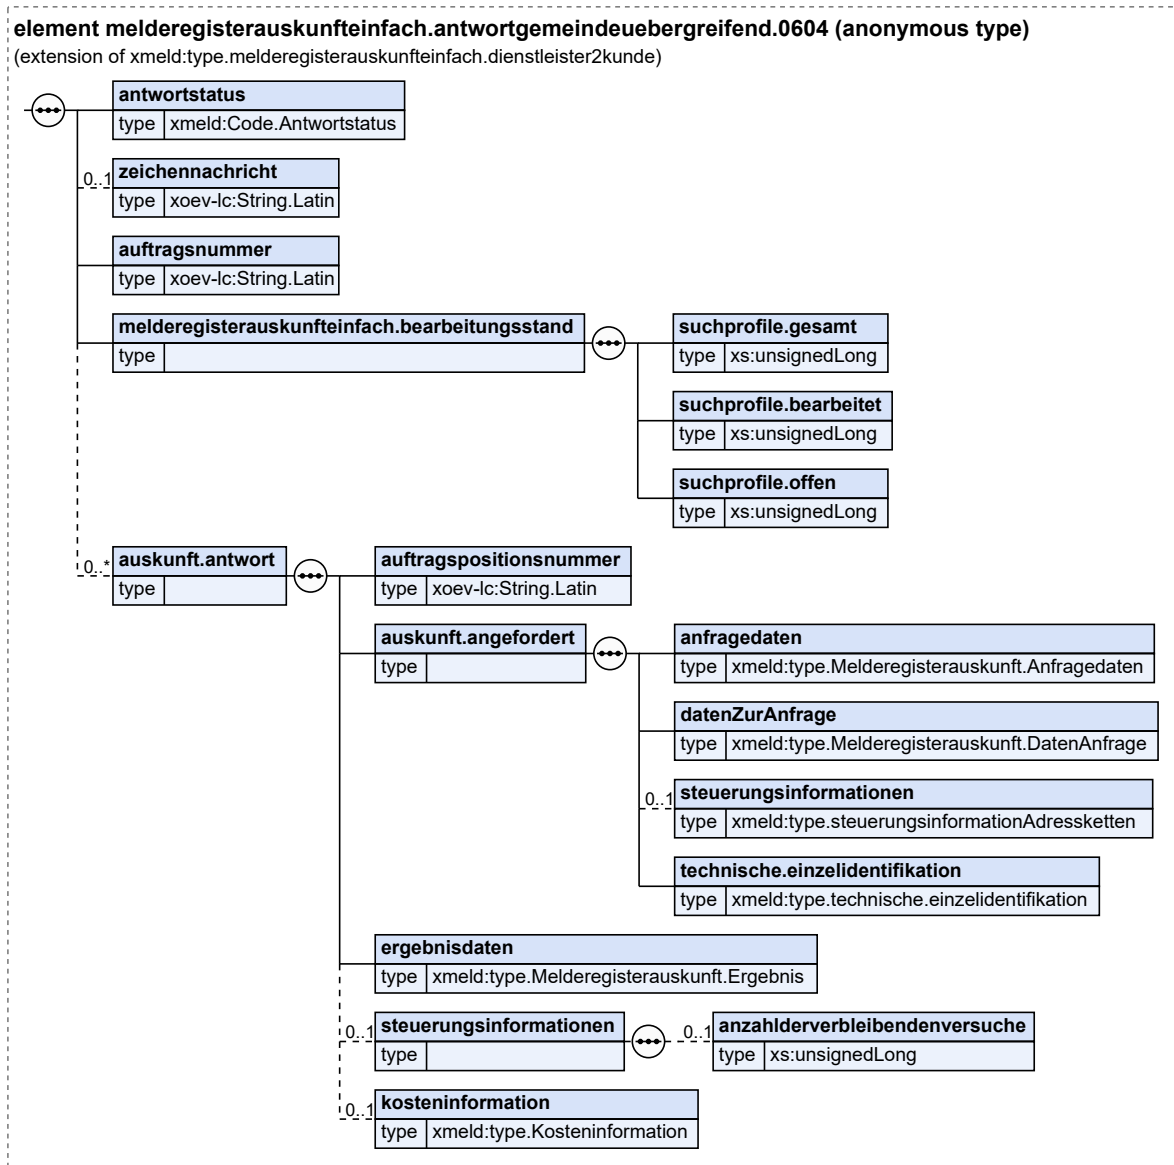 element melderegisterauskunfteinfach.antwortgemeindeuebergreifend.0604 (anonymous type)
(extension of xmeld:type.melderegisterauskunfteinfach.dienstleister2kunde)
antwortstatus
type xmeld:Code.Antwortstatus
0..1 zeichennachricht
type xoev-lc:String.Latin
auftragsnummer
type xoev-lc:String.Latin
melderegisterauskunfteinfach.bearbeitungsstand
type
suchprofile.gesamt
type xs:unsignedLong
suchprofile.bearbeitet
type xs:unsignedLong
suchprofile.offen
type xs:unsignedLong
0..* auskunft.antwort
type
auftragspositionsnummer
type xoev-lc:String.Latin
auskunft.angefordert
type
anfragedaten
type xmeld:type.Melderegisterauskunft.Anfragedaten
datenZurAnfrage
type xmeld:type.Melderegisterauskunft.DatenAnfrage
0..1 steuerungsinformationen
type xmeld:type.steuerungsinformationAdressketten
technische.einzelidentifikation
type xmeld:type.technische.einzelidentifikation
ergebnisdaten
type xmeld:type.Melderegisterauskunft.Ergebnis
0..1 steuerungsinformationen
type
0..1 anzahlderverbleibendenversuche
type xs:unsignedLong
0..1 kosteninformation
type xmeld:type.Kosteninformation